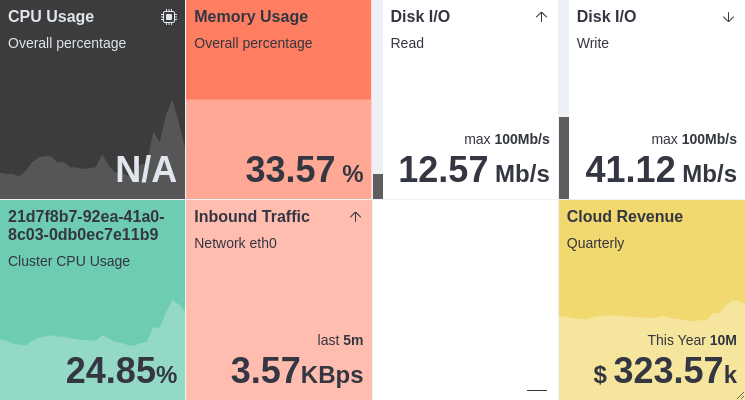 CPU Usage
Overall percentage
N/A
Memory Usage
Overall percentage
33.57 %
Disk I/O
Read
max 100Mb/s
12.57 Mb/s
Disk I/O
Write
max 100Mb/s
41.12 Mb/s
21d7f8b7-92ea-41a0-
8c03-0db0ec7e11b9
Cluster CPU Usage
24.85%
Inbound Traffic
Network eth0
last 5m
3.57KBps
Cloud Revenue
Quarterly
This Year 10M
$ 323.57k